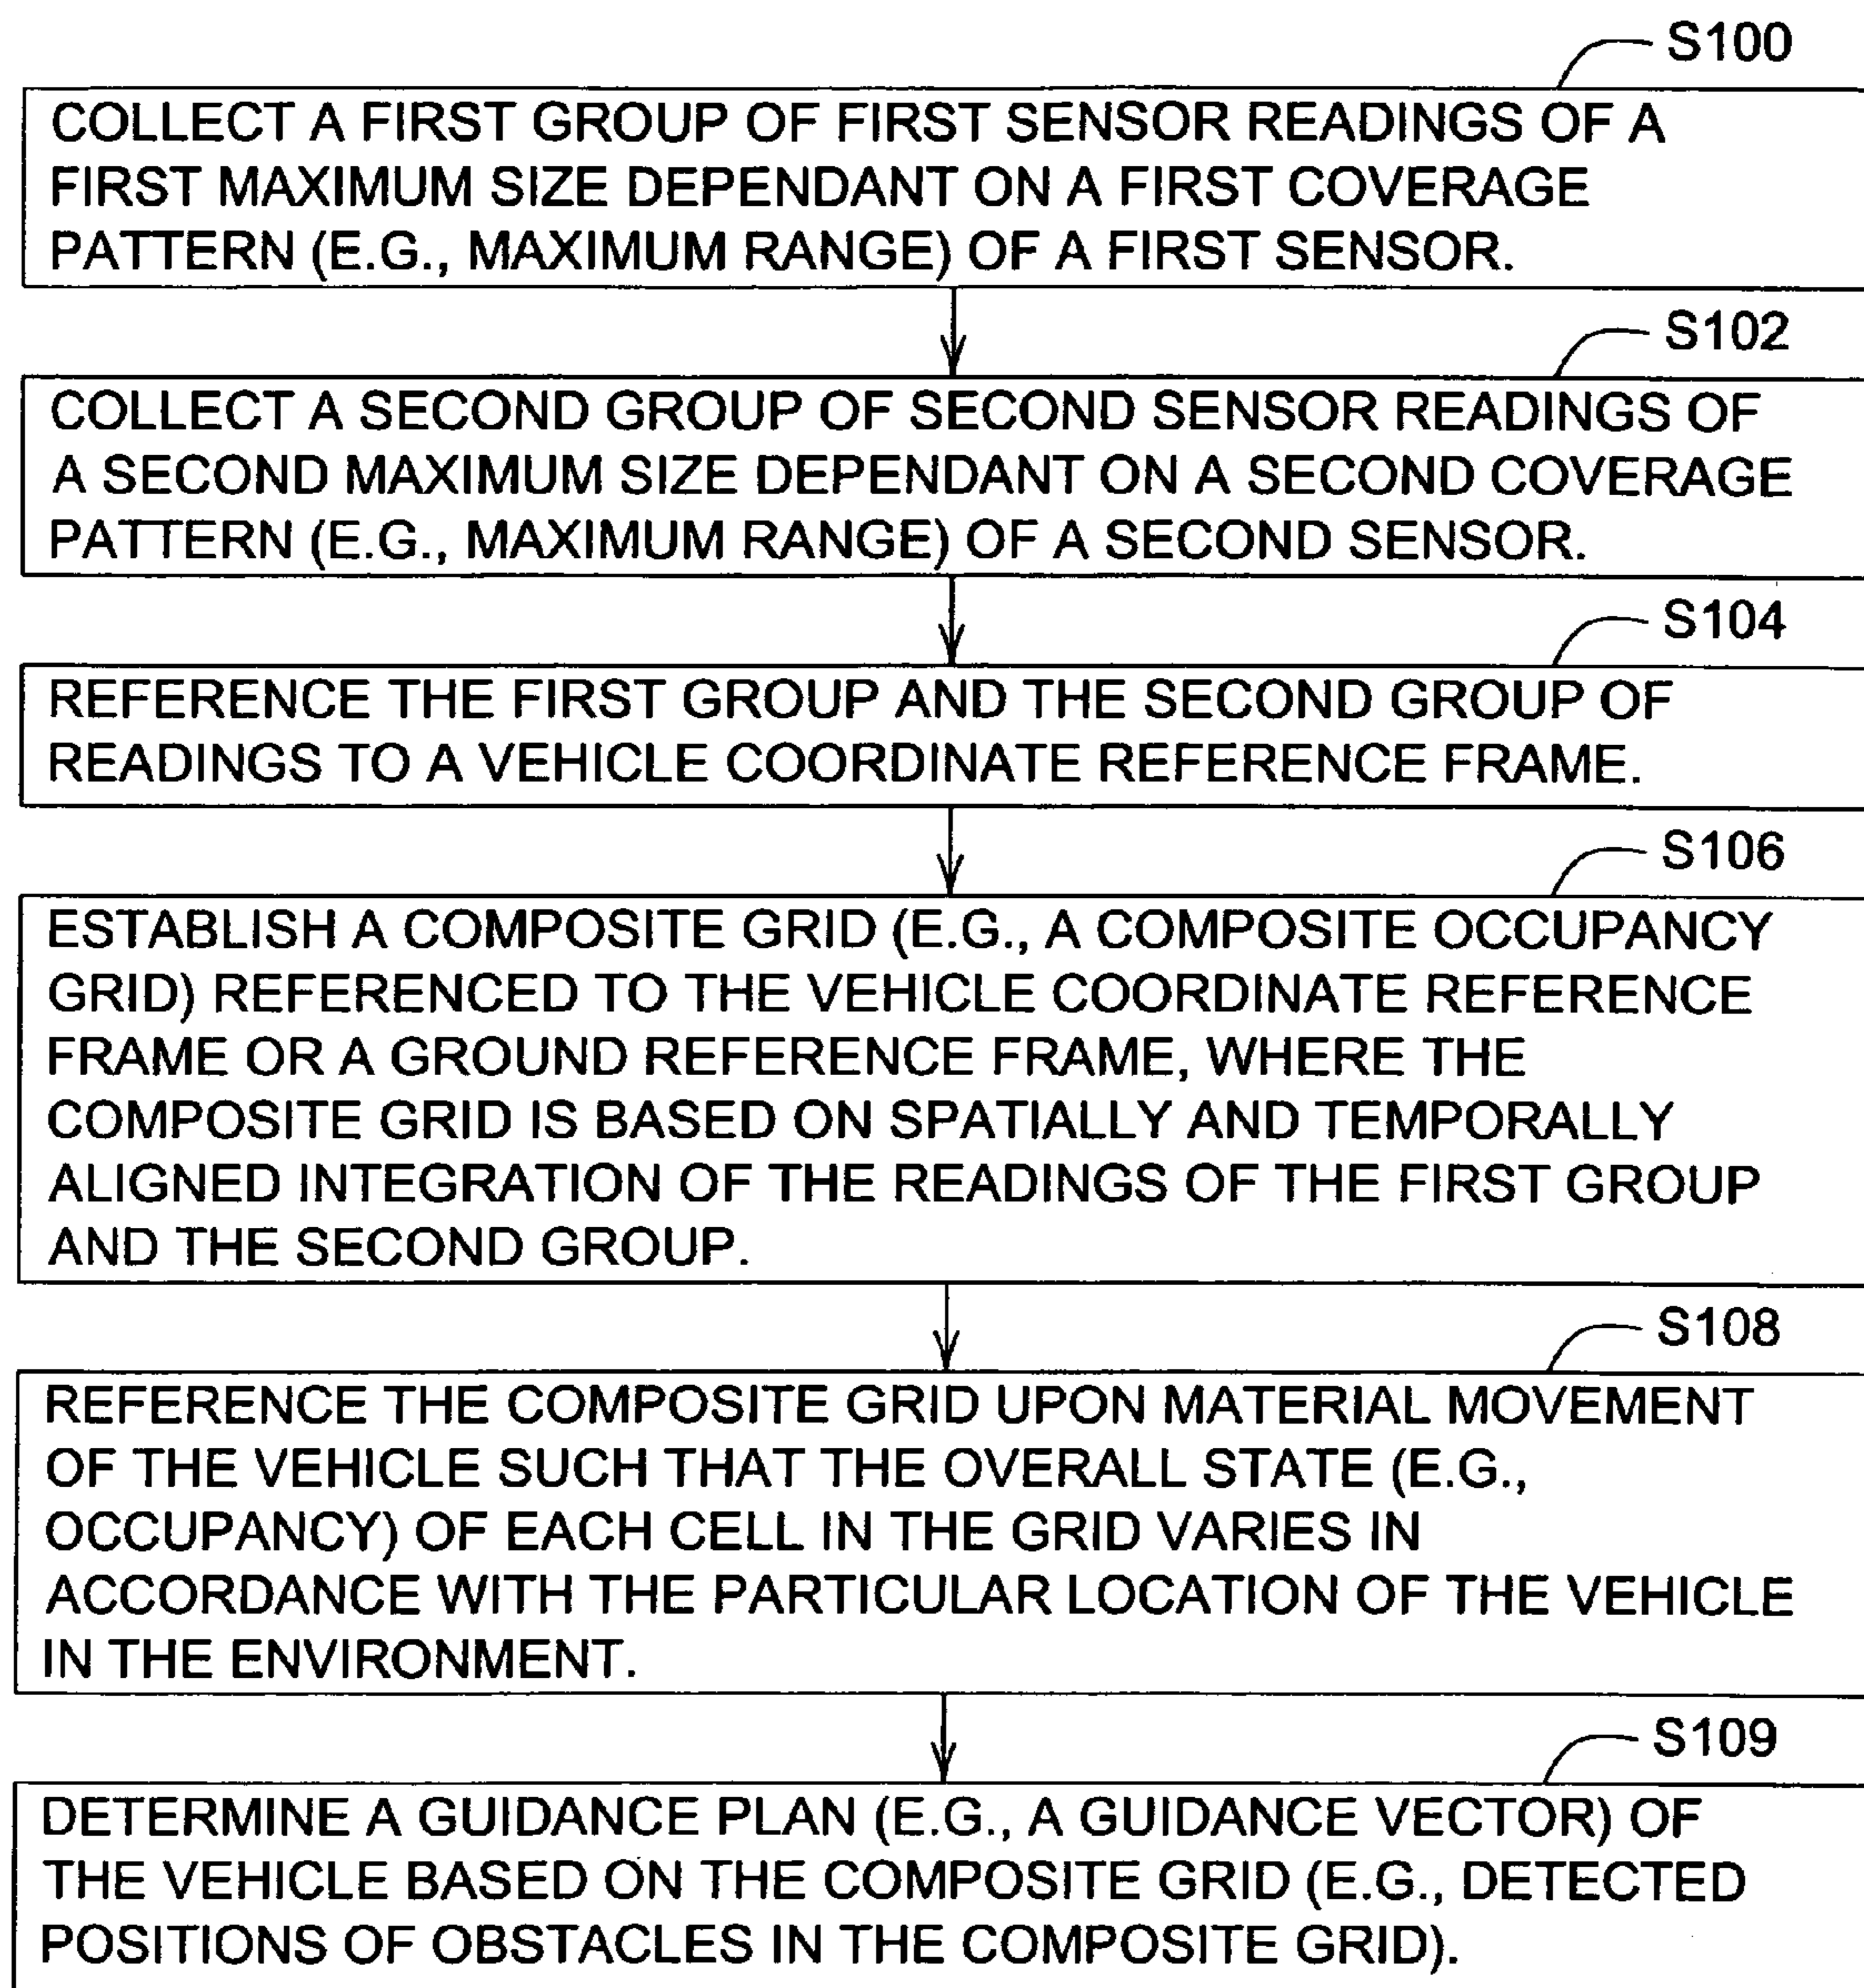 S100
COLLECT A FIRST GROUP OF FIRST SENSOR READINGS OF A
FIRST MAXIMUM SIZE DEPENDANT ON A FIRST COVERAGE
PATTERN (E.G., MAXIMUM RANGE) OF A FIRST SENSOR.
S102
COLLECT A SECOND GROUP OF SECOND SENSOR READINGS OF
A SECOND MAXIMUM SIZE DEPENDANT ON A SECOND COVERAGE
PATTERN (E.G., MAXIMUM RANGE) OF A SECOND SENSOR.
S104
REFERENCE THE FIRST GROUP AND THE SECOND GROUP OF
READINGS TO A VEHICLE COORDINATE REFERENCE FRAME.
S106
ESTABLISH A COMPOSITE GRID (E.G., A COMPOSITE OCCUPANCY
GRID) REFERENCED TO THE VEHICLE COORDINATE REFERENCE
FRAME OR A GROUND REFERENCE FRAME, WHERE THE
COMPOSITE GRID IS BASED ON SPATIALLY AND TEMPORALLY
ALIGNED INTEGRATION OF THE READINGS OF THE FIRST GROUP
AND THE SECOND GROUP.
S108
REFERENCE THE COMPOSITE GRID UPON MATERIAL MOVEMENT
OF THE VEHICLE SUCH THAT THE OVERALL STATE (E.G.,
OCCUPANCY) OF EACH CELL IN THE GRID VARIES IN
ACCORDANCE WITH THE PARTICULAR LOCATION OF THE VEHICLE
IN THE ENVIRONMENT.
S109
DETERMINE A GUIDANCE PLAN (E.G., A GUIDANCE VECTOR) OF
THE VEHICLE BASED ON THE COMPOSITE GRID (E.G., DETECTED
POSITIONS OF OBSTACLES IN THE COMPOSITE GRID).